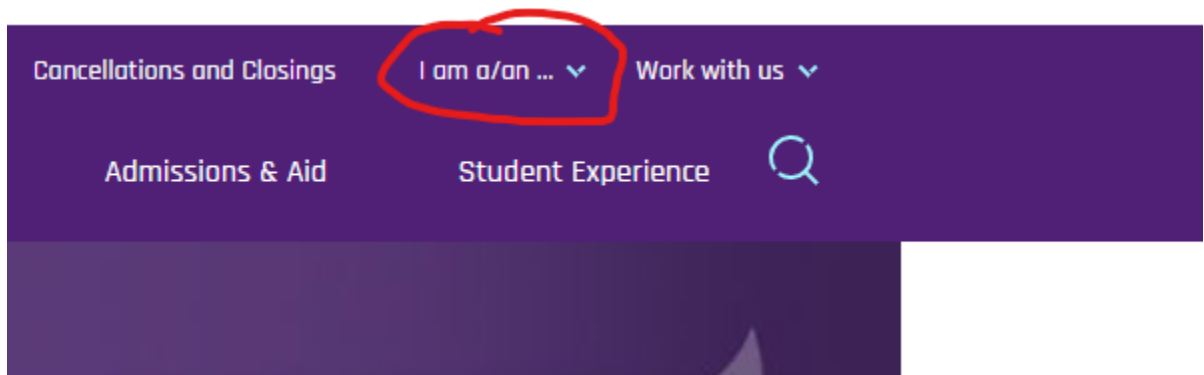 Cancellations and Closings I am a/an ... Work with us
Admissions & Aid Student Experience